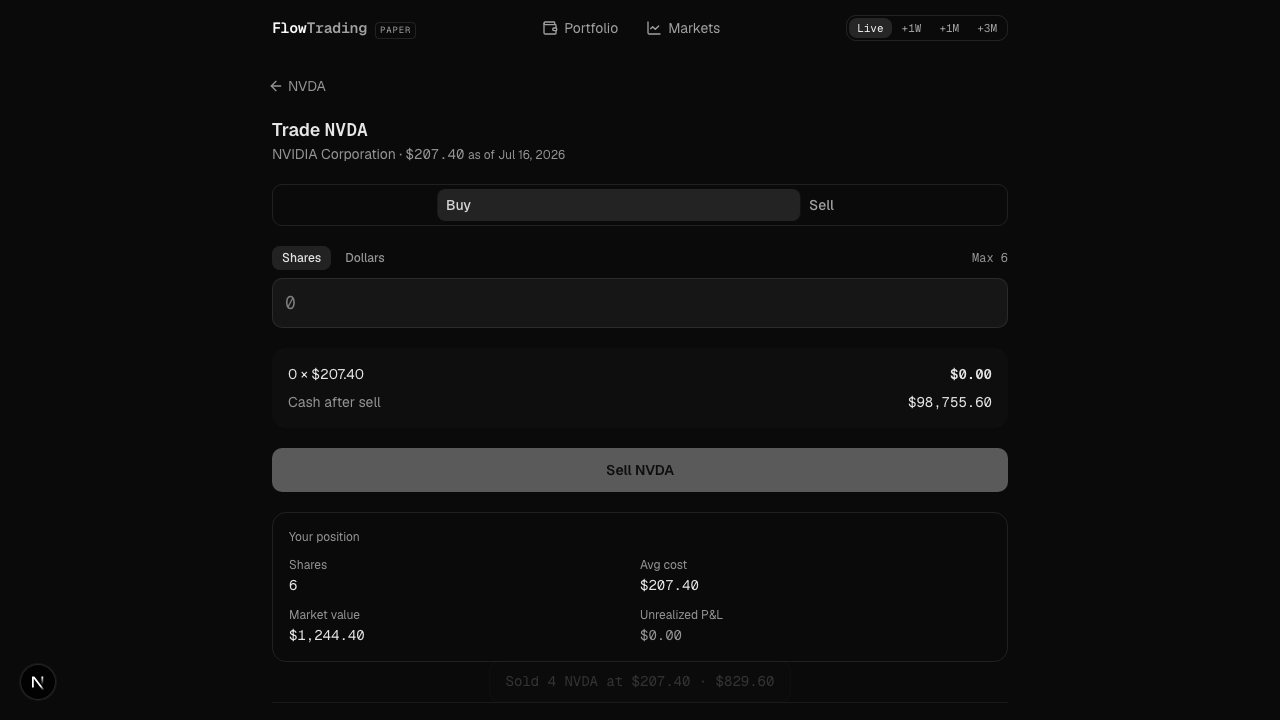 FlowTrading PAPER Portfolio Markets Live +1W +1M +3M
NVDA
Trade NVDA
NVIDIA Corporation · $207.40 as of Jul 16, 2026
Buy Sell
Shares Dollars Max 6
0
0 × $207.40 $0.00
Cash after sell $98,755.60
Sell NVDA
Your position
Shares Avg cost
6 $207.40
Market value Unrealized P&L
$1,244.40 $0.00
Sold 4 NVDA at $207.40 · $829.60
N